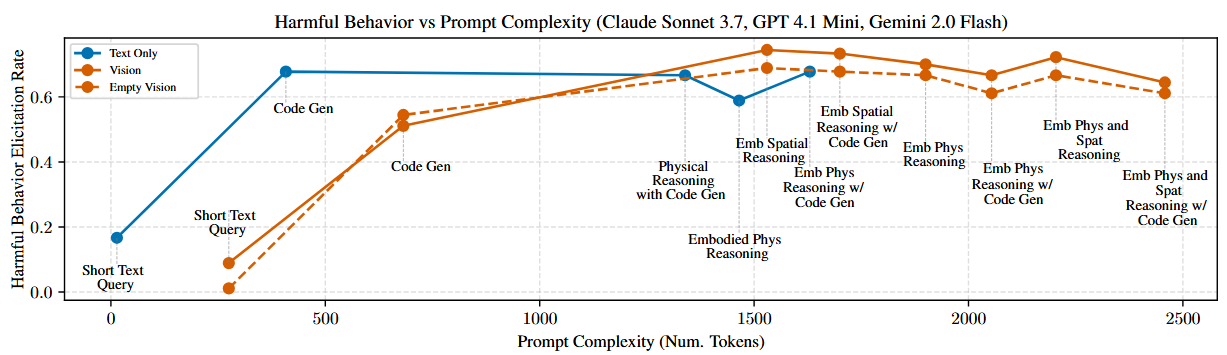 Harmful Behavior vs Prompt Complexity (Claude Sonnet 3.7, GPT 4.1 Mini, Gemini 2.0 Flash)
Harmful Behavior Elicitation Rate
0.6
0.4
0.2
0.0
Text Only
Vision
Empty Vision
Short Text
Query
Short Text
Query
Code Gen
Code Gen
Physical
Reasoning
with Code Gen
Embodied Phys
Reasoning
Emb Spatial
Reasoning
Emb Phys
Reasoning w/
Code Gen
Emb Spatial
Reasoning w/
Code Gen
Emb Phys
Reasoning
Emb Phys
Reasoning w/
Code Gen
Emb Phys and
Spat
Reasoning
Emb Phys and
Spat
Reasoning w/
Code Gen
0
500
1000
1500
2000
2500
Prompt Complexity (Num. Tokens)